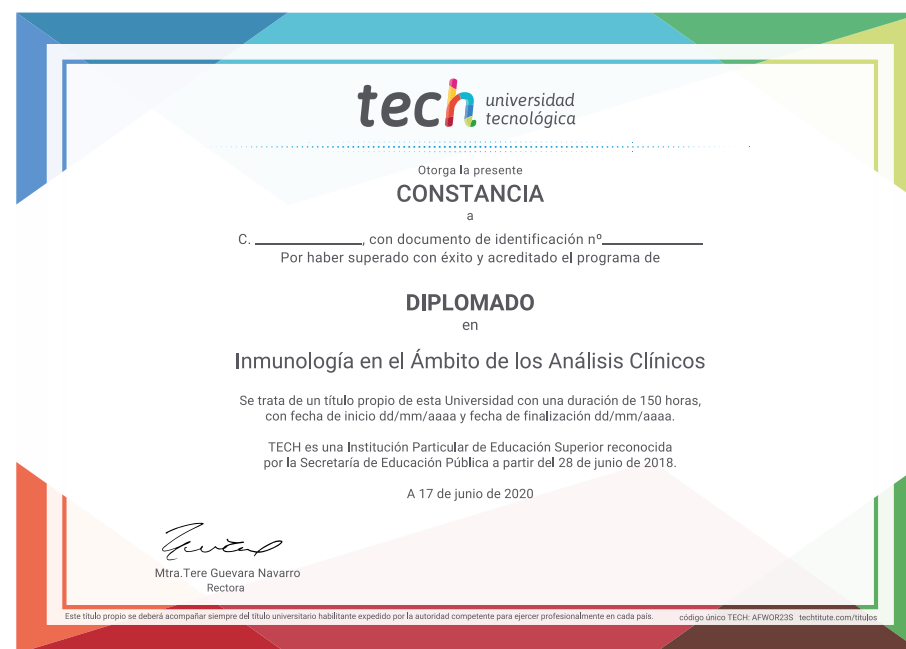 tech universidad
tecnológica
Otorga la presente
CONSTANCIA
a
C. ______________, con documento de identificación nº_____________
Por haber superado con éxito y acreditado el programa de
DIPLOMADO
en
Inmunología en el Ámbito de los Análisis Clínicos
Se trata de un título propio de esta Universidad con una duración de 150 horas,
con fecha de inicio dd/mm/aaaa y fecha de finalización dd/mm/aaaa.
TECH es una Institución Particular de Educación Superior reconocida
por la Secretaría de Educación Pública a partir del 28 de junio de 2018.
A 17 de junio de 2020
Mtra.Tere Guevara Navarro
Rectora
Este título propio se deberá acompañar siempre del título universitario habilitante expedido por la autoridad competente para ejercer profesionalmente en cada país. código único TECH: AFWOR23S techtitute.com/titulos